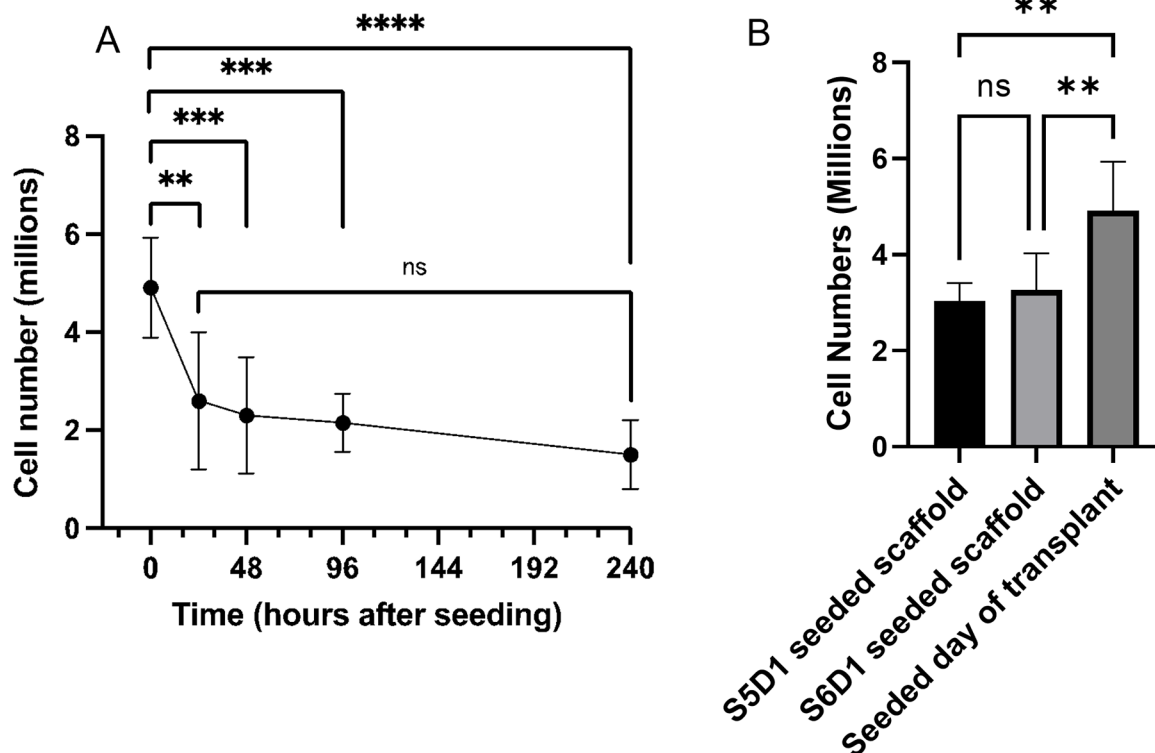 A
****
***
***
**
ns
8
6
4
2
0
Cell number (millions)
0 48 96 144 192 240
Time (hours after seeding)
B
**
ns **
8
6
4
2
0
Cell Numbers (Millions)
S5D1 seeded scaffold
S6D1 seeded scaffold
Seeded day of transplant